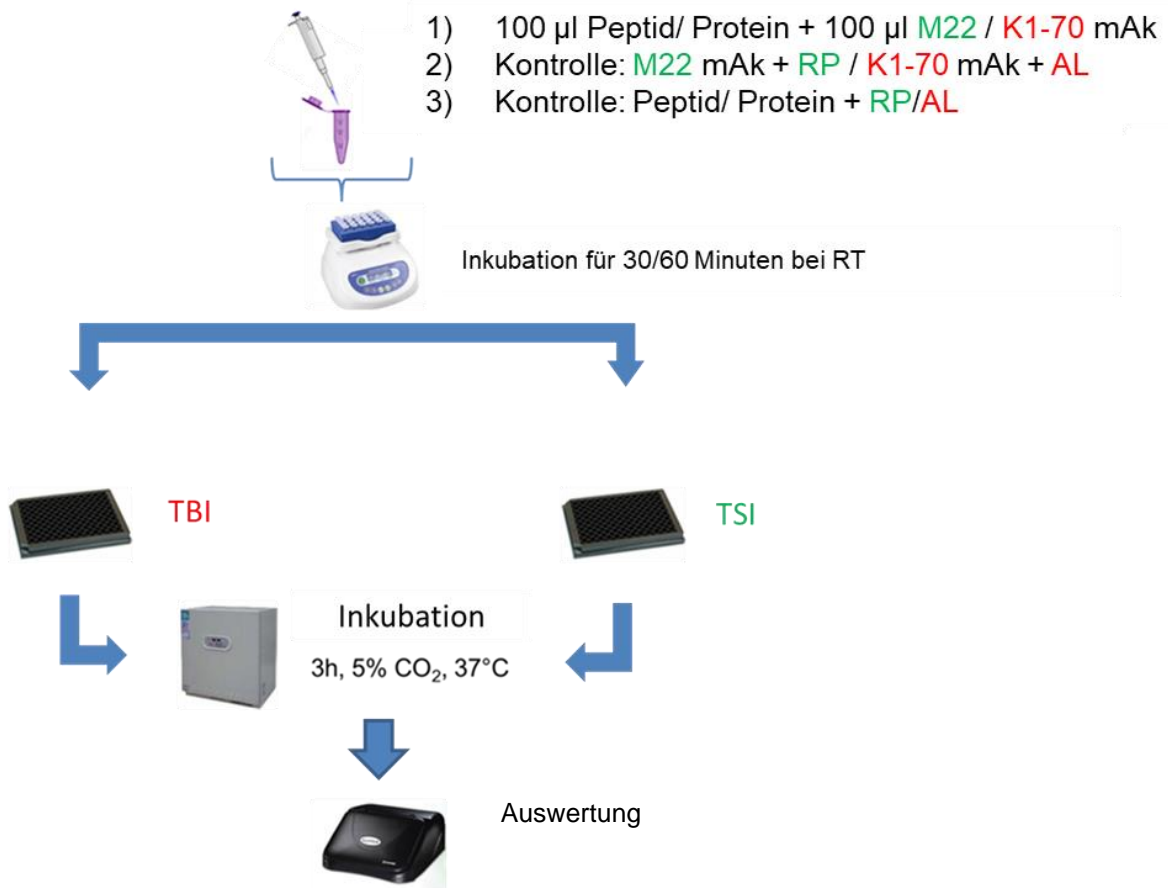 1) 100 µl Peptid/ Protein + 100 µl M22 / K1-70 mAk
2) Kontrolle: M22 mAk + RP / K1-70 mAk + AL
3) Kontrolle: Peptid/ Protein + RP/AL
Inkubation für 30/60 Minuten bei RT
TBI
TSI
Inkubation
3h, 5% CO₂, 37°C
Auswertung